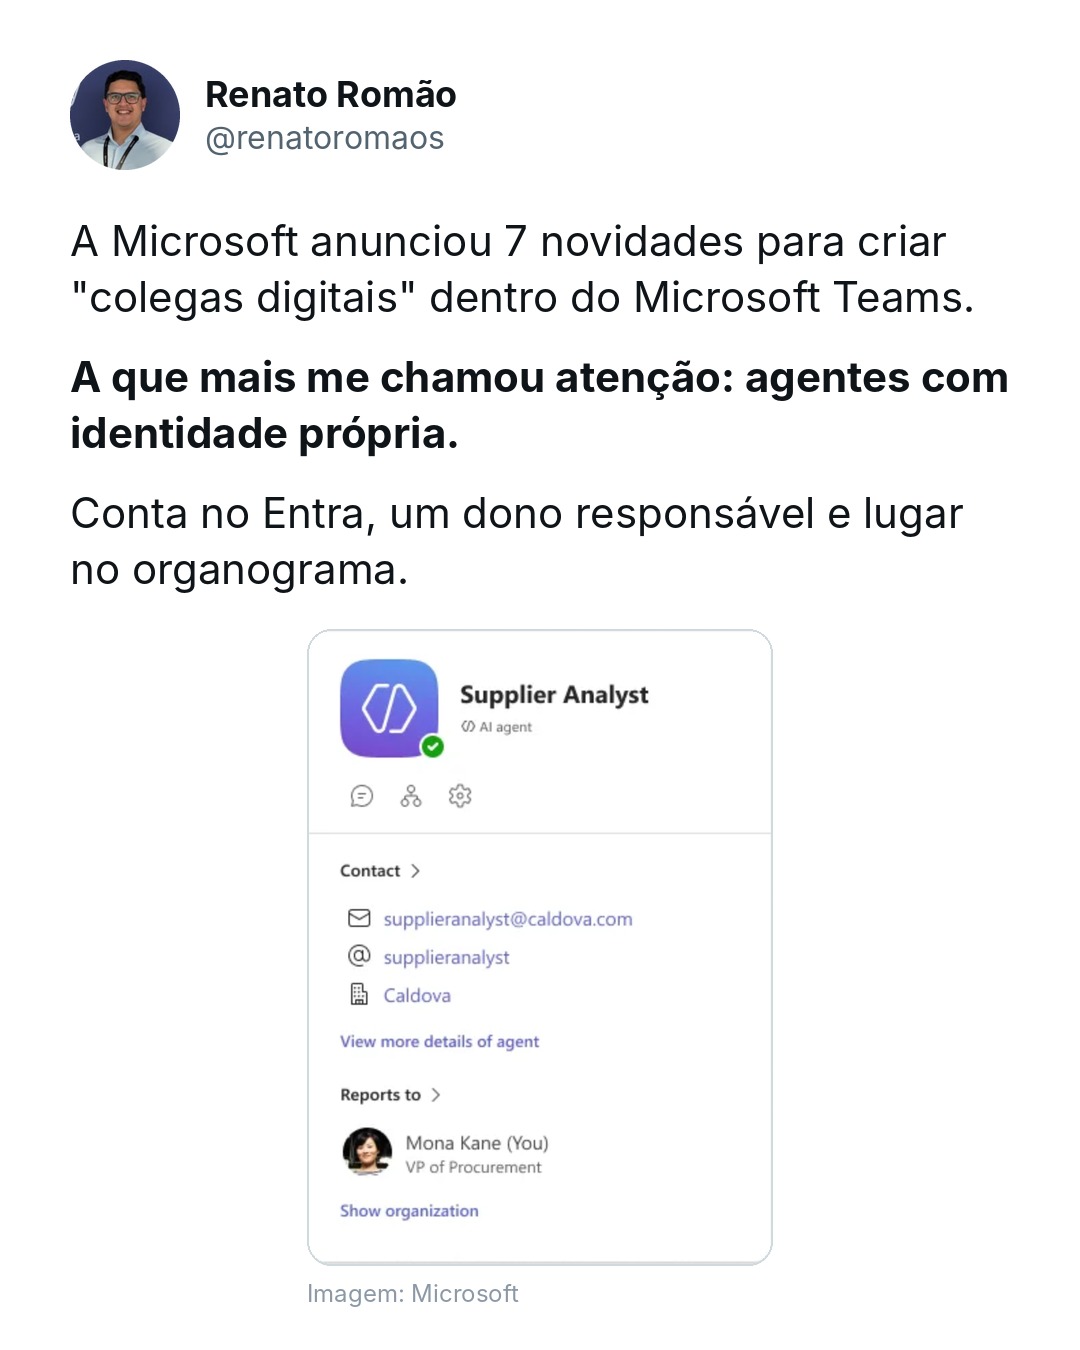 Renato Romão
@renatoromaos
A Microsoft anunciou 7 novidades para criar
"colegas digitais" dentro do Microsoft Teams.
A que mais me chamou atenção: agentes com
identidade própria.
Conta no Entra, um dono responsável e lugar
no organograma.
Supplier Analyst
AI agent
Contact
supplieranalyst@caldova.com
supplieranalyst
Caldova
View more details of agent
Reports to
Mona Kane (You)
VP of Procurement
Show organization
Imagem: Microsoft